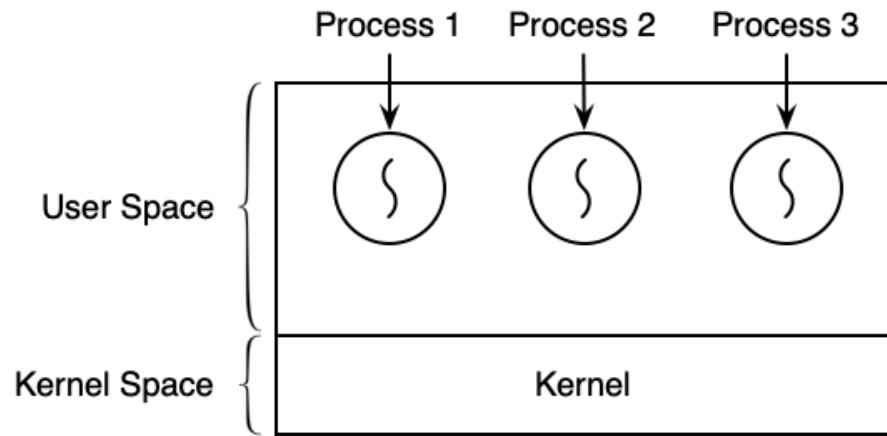 Process 1
Process 2
Process 3
User Space
Kernel Space
Kernel